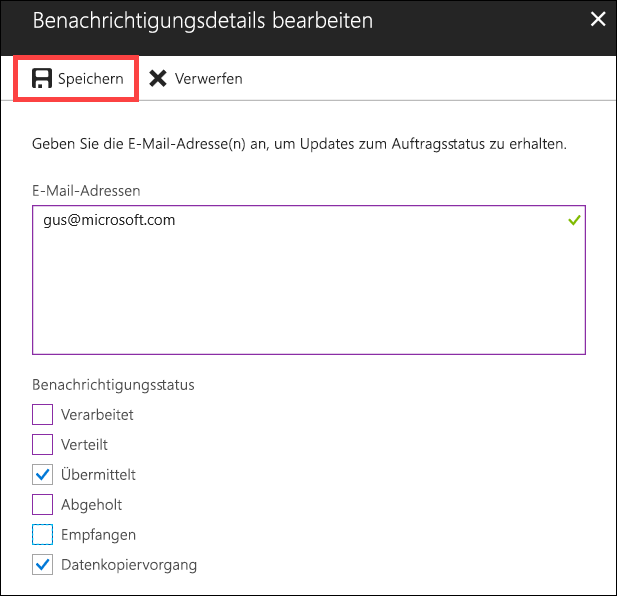 Benachrichtigungsdetails bearbeiten
Speichern Verwerfen
Geben Sie die E-Mail-Adresse(n) an, um Updates zum Auftragsstatus zu erhalten.
E-Mail-Adressen
gus@microsoft.com
Benachrichtigungsstatus
Verarbeitet
Verteilt
Übermittelt
Abgeholt
Empfangen
Datenkopiervorgang